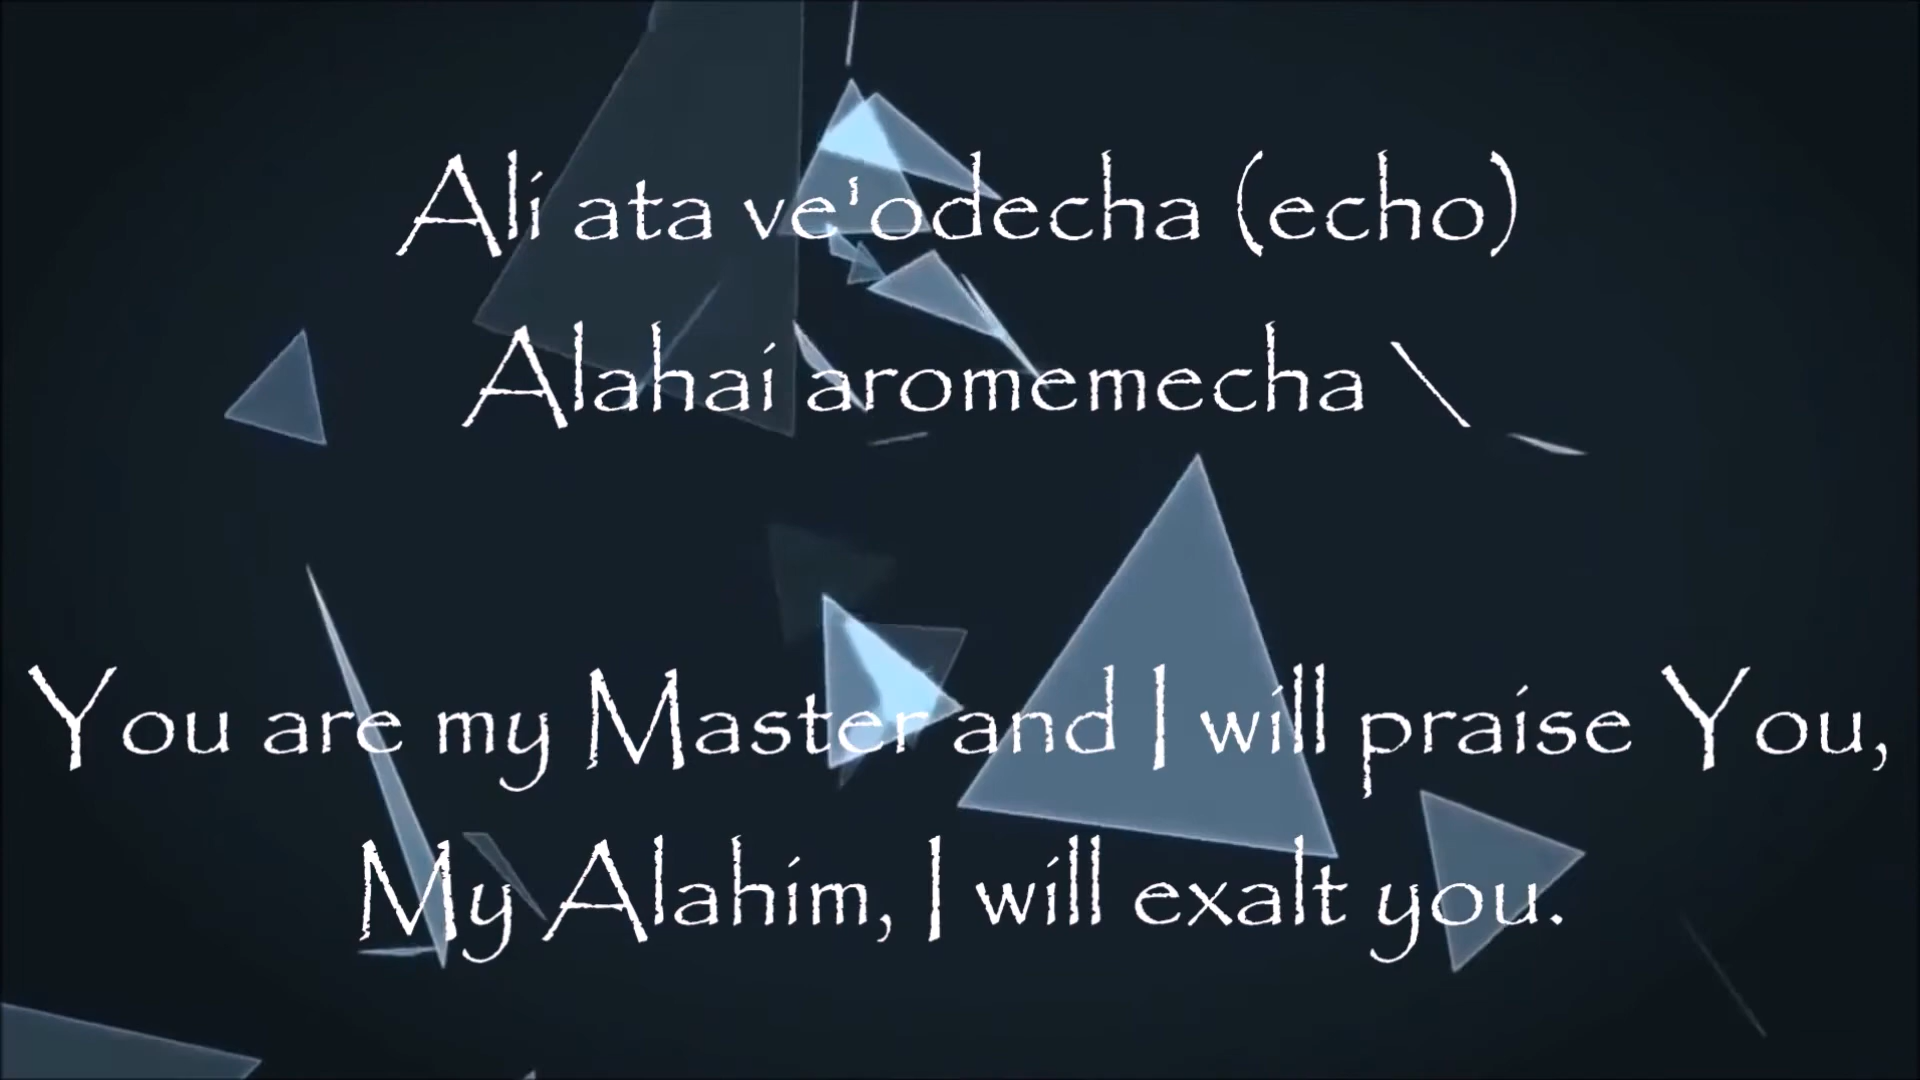 Ali ata ve'odecha (echo)
Alahai aromemecha \
You are my Master and I will praise You,
My Alahim, I will exalt you.